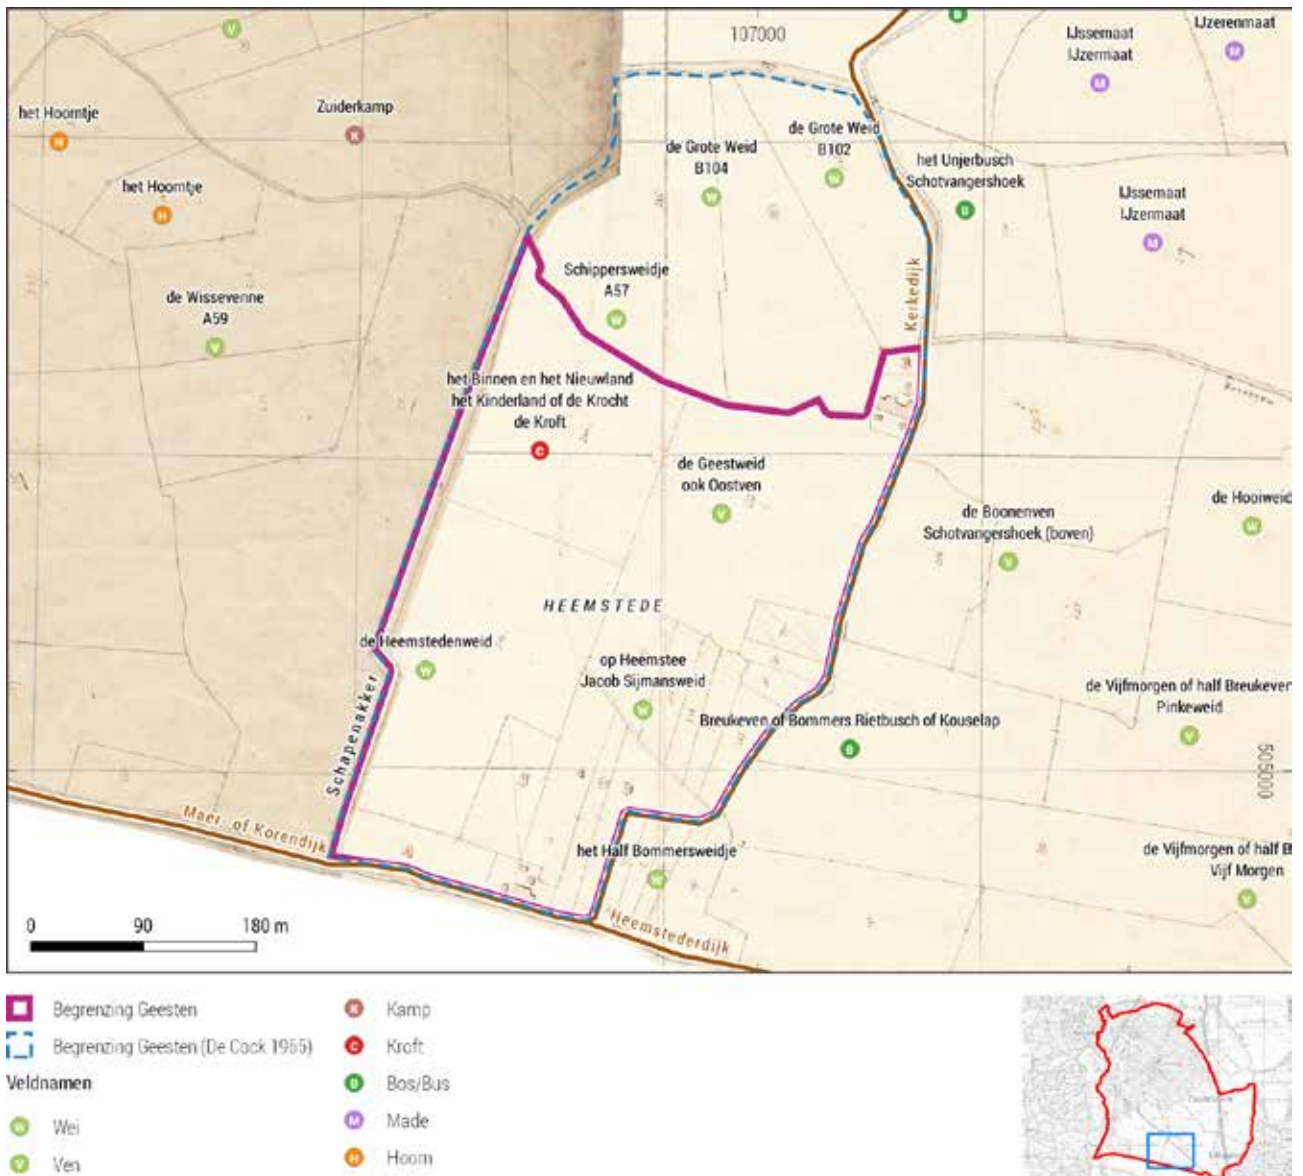 107000
IJssemaat
IJzermaat
M
IJzerenmaat
M
V
B
het Hoorntje
H
Zuiderkamp
K
de Grote Weid
B104
W
de Grote Weid
B102
W
het Unjerbusch
Schotvangershoek
B
het Hoorntje
H
IJssemaat
IJzermaat
M
Schippersweidje
A57
W
Kerkedijk
de Wissevenne
A59
V
het Binnen en het Nieuwland
het Kinderland of de Krocht
de Kroft
C
de Geestweid
ook Oostven
V
de Boonenven
Schotvangershoek (boven)
V
de Hooiweid
W
HEEMSTEDE
de Heemstedenweid
W
op Heemstee
Jacob Sijmansweid
W
Schapenakker
Breukeven of Bommers Rietbusch of Kouselap
B
de Vijfmorgen of half Breukeven
Pinkeweid
W
505000
Maer- of Korendijk
het Half Bommersweidje
W
de Vijfmorgen of half B
Vijf Morgen
V
Heemstederdijk
0 90 180 m
Begrenzing Geesten
Begrenzing Geesten (De Cock 1965)
Veldnamen
W Wei
V Ven
K Kamp
C Kroft
B Bos/Bus
M Made
H Hoorn